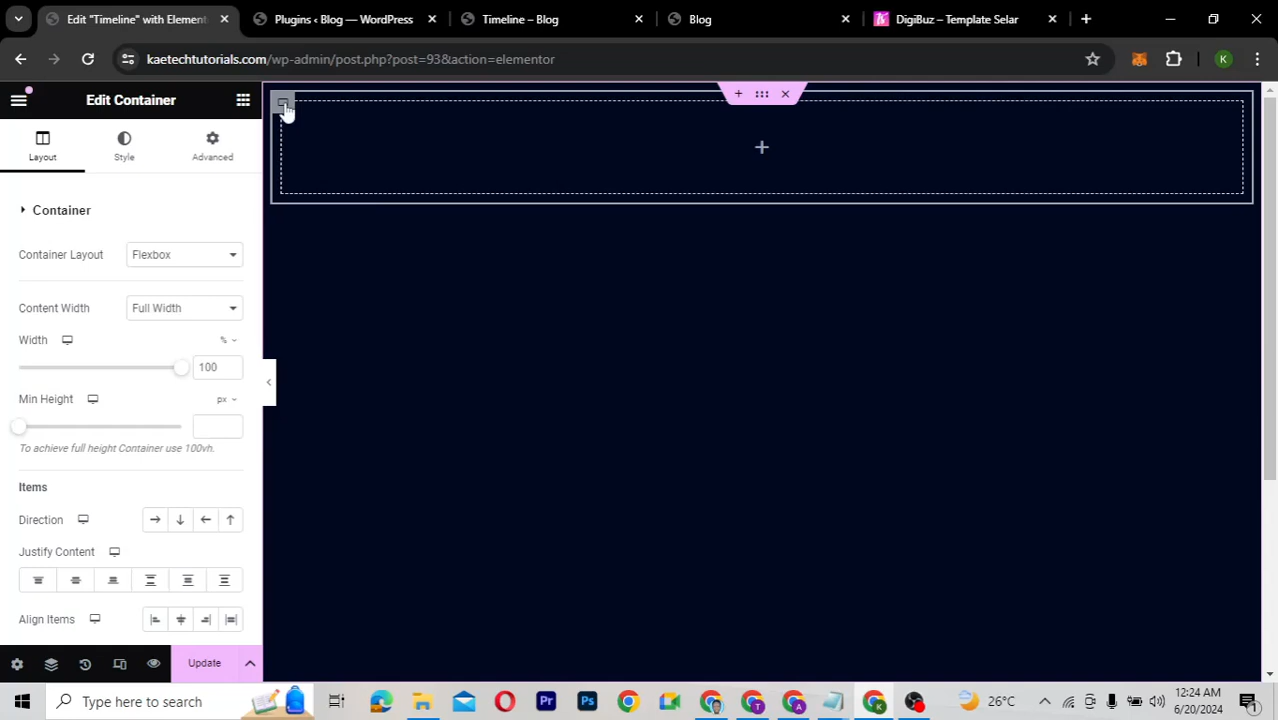 Edit "Timeline" with Element
Plugins ‹ Blog — WordPress
Timeline – Blog
Blog
DigiBuz – Template Selar
kaetechtutorials.com/wp-admin/post.php?post=93&action=elementor
K
Edit Container
Layout
Style
Advanced
Container
Container Layout
Flexbox
Content Width
Full Width
Width
%
100
Min Height
px
To achieve full height Container use 100vh.
Items
Direction
Justify Content
Align Items
Update
Type here to search
Pr
Ps
T
A
K
26°C
12:24 AM
6/20/2024
1